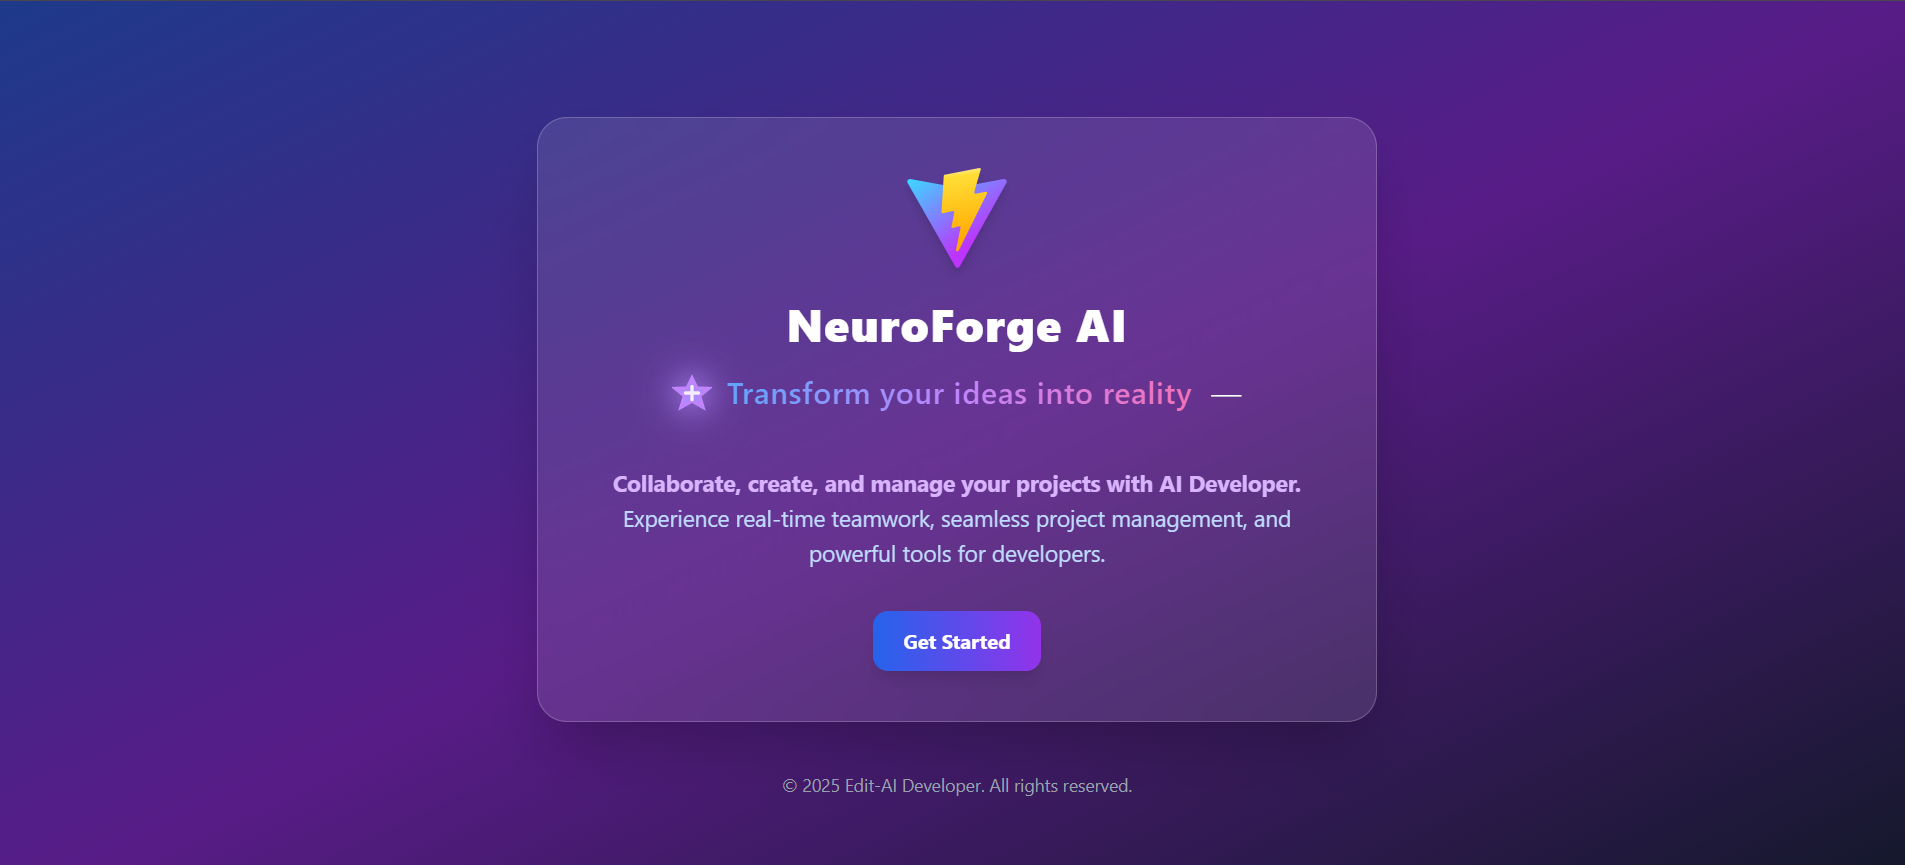 NeuroForge AI
Transform your ideas into reality —
Collaborate, create, and manage your projects with AI Developer.
Experience real-time teamwork, seamless project management, and
powerful tools for developers.
Get Started
© 2025 Edit-AI Developer. All rights reserved.